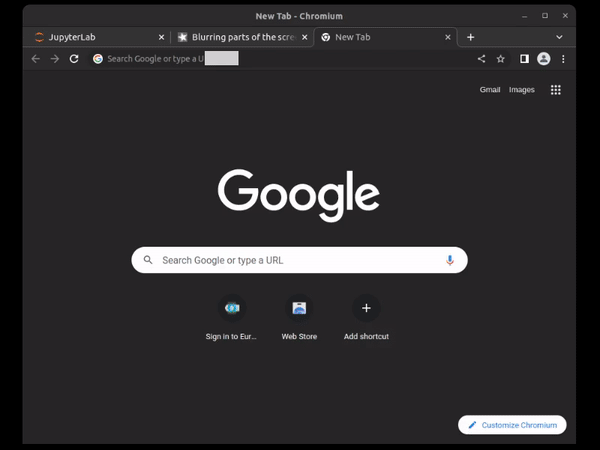 New Tab - Chromium
JupyterLab
Blurring parts of the scre
New Tab
Search Google or type a U
Gmail Images
Google
Search Google or type a URL
Sign in to Eur... Web Store Add shortcut
Customize Chromium